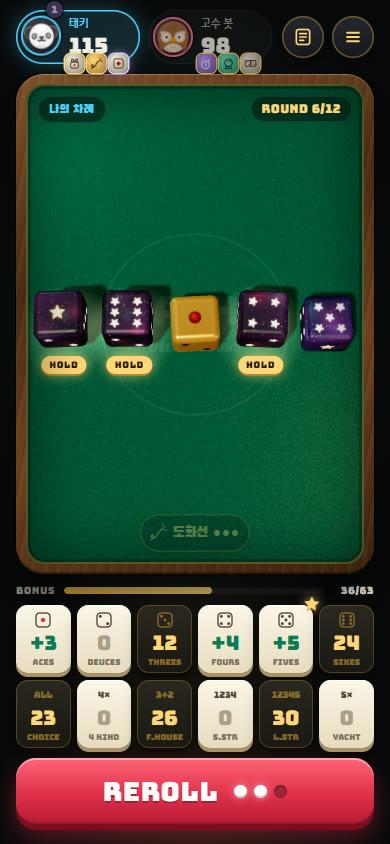 1
태키
115
고수 봇
98
나의 차례
ROUND 6/12
HOLD
HOLD
HOLD
도화선
BONUS
36/63
+3
0
12
+4
+5
24
ACES
DEUCES
THREES
FOURS
FIVES
SIXES
ALL
4×
3+2
1234
12345
5×
23
0
26
0
30
0
CHOICE
4 KIND
F.HOUSE
S.STR
L.STR
YACHT
REROLL